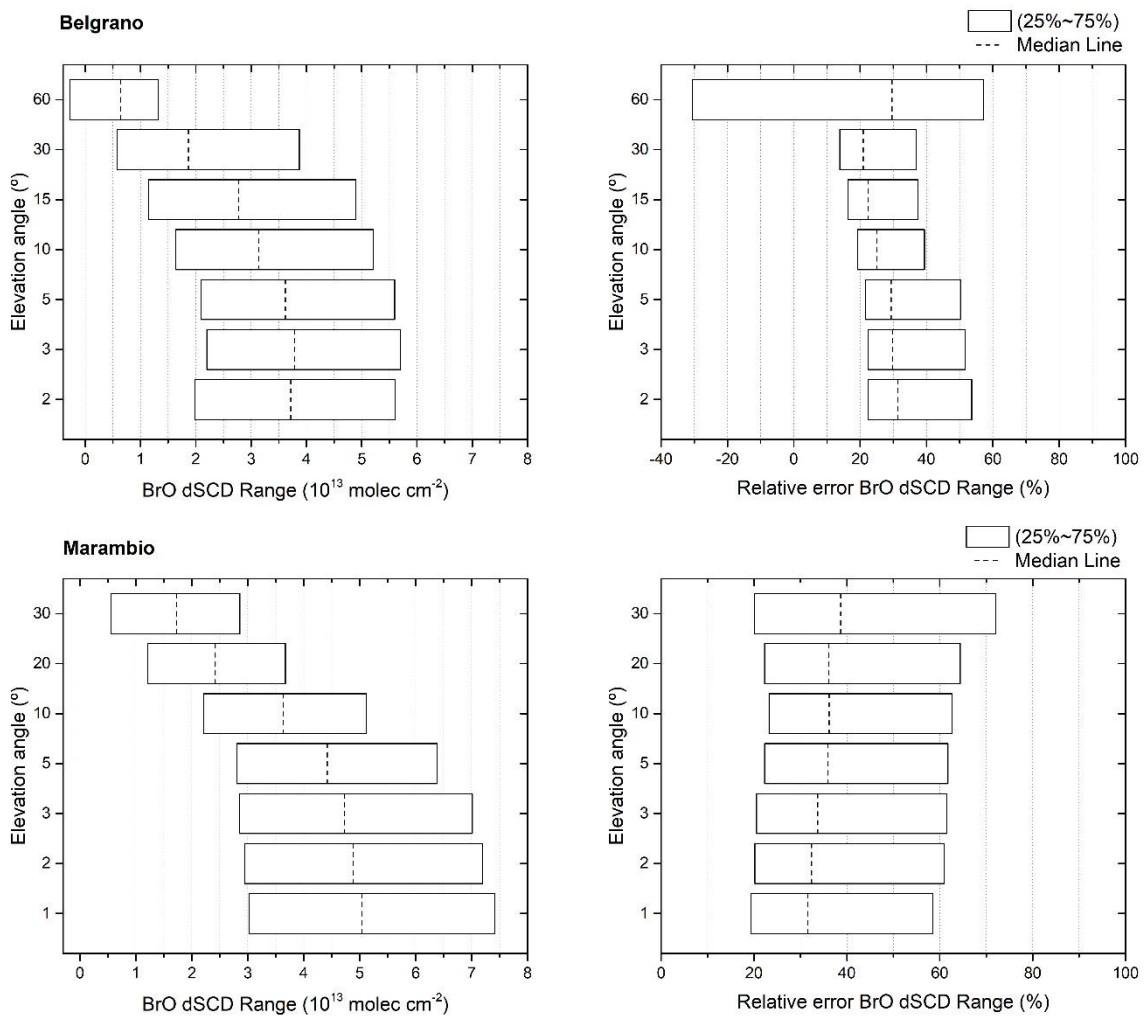 Belgrano
(25%~75%)
Median Line
Elevation angle (º)
60
30
15
10
5
3
2
0 1 2 3 4 5 6 7 8
BrO dSCD Range (10¹³ molec cm⁻²)
Elevation angle (º)
60
30
15
10
5
3
2
-40 -20 0 20 40 60 80 100
Relative error BrO dSCD Range (%)
Marambio
(25%~75%)
Median Line
Elevation angle (º)
30
20
10
5
3
2
1
0 1 2 3 4 5 6 7 8
BrO dSCD Range (10¹³ molec cm⁻²)
Elevation angle (º)
30
20
10
5
3
2
1
0 20 40 60 80 100
Relative error BrO dSCD Range (%)